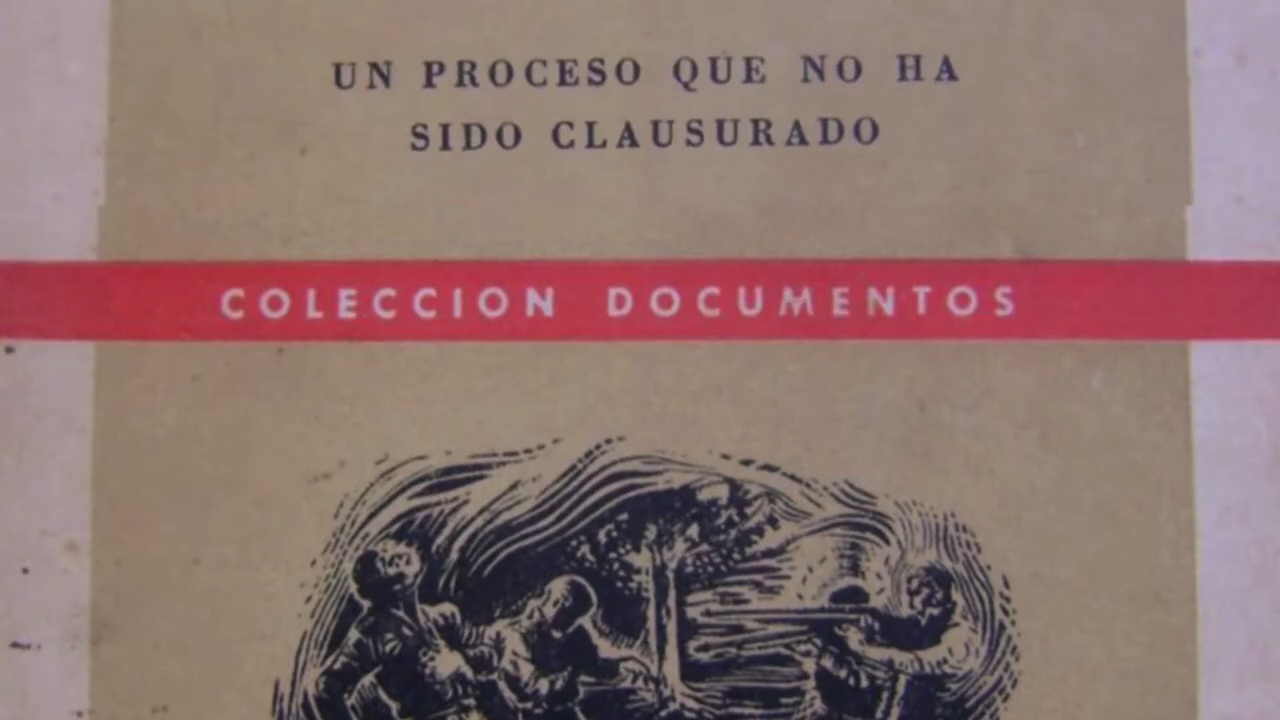 UN PROCESO QUE NO HA
SIDO CLAUSURADO
COLECCION DOCUMENTOS